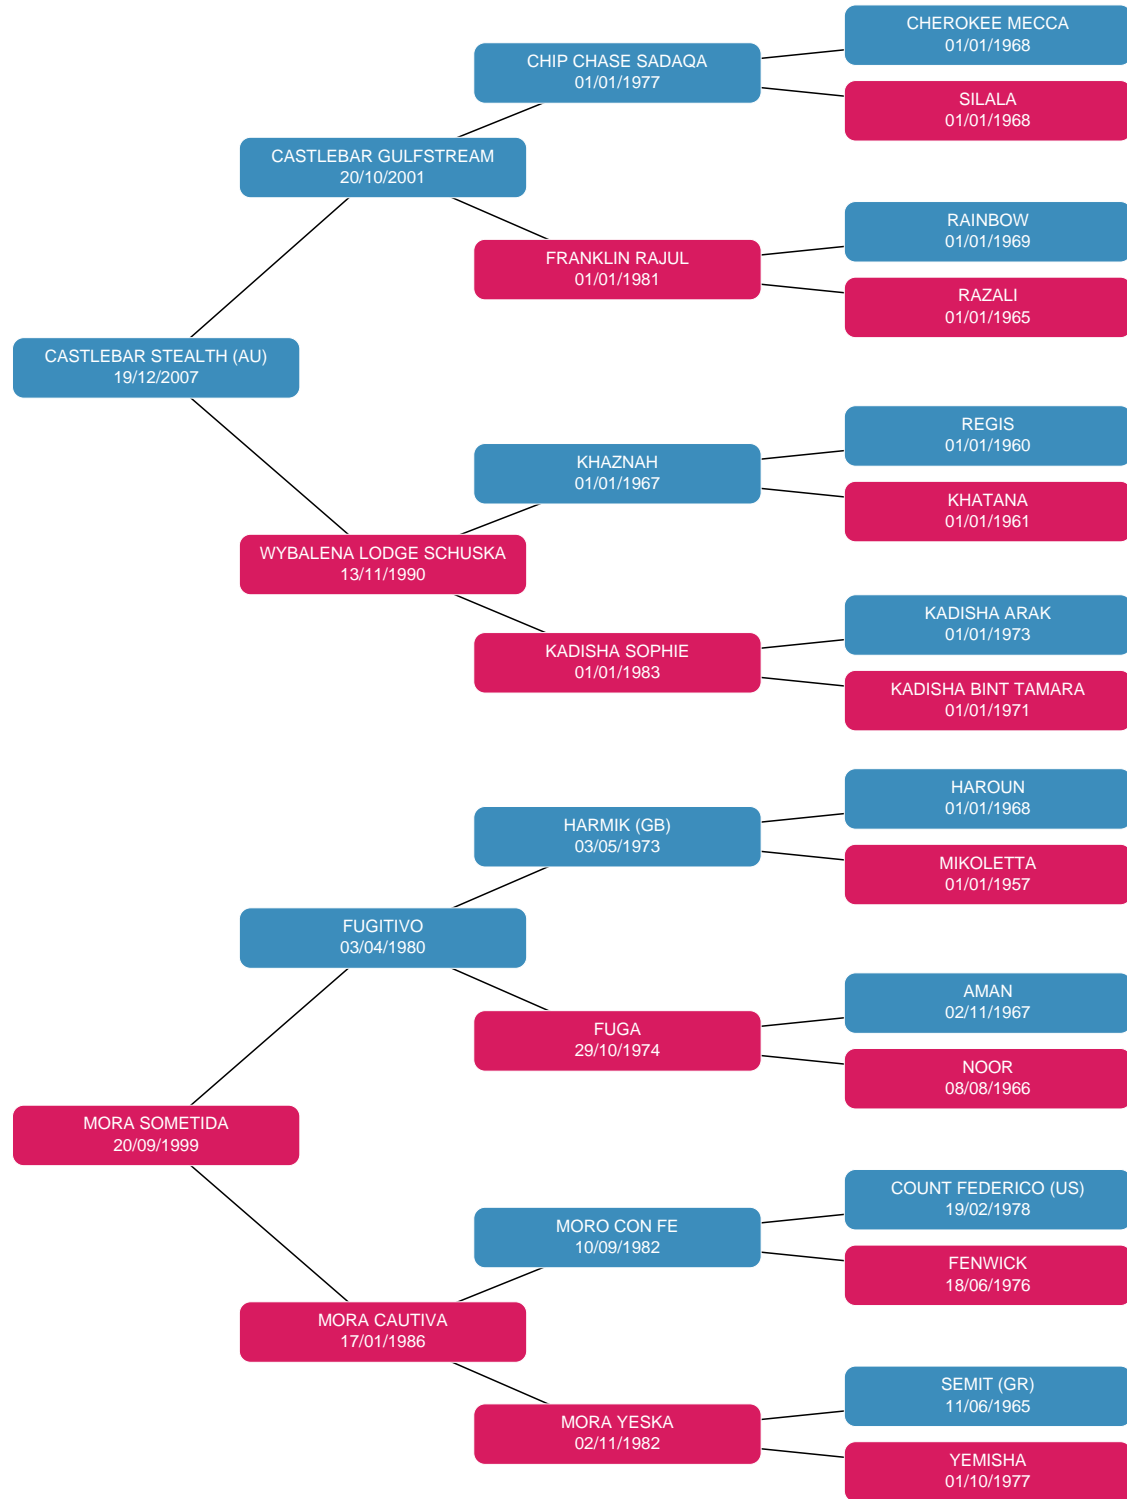 CHEROKEE MECCA
01/01/1968
CHIP CHASE SADAQA
01/01/1977
SILALA
01/01/1968
CASTLEBAR GULFSTREAM
20/10/2001
RAINBOW
01/01/1969
FRANKLIN RAJUL
01/01/1981
RAZALI
01/01/1965
CASTLEBAR STEALTH (AU)
19/12/2007
REGIS
01/01/1960
KHAZNAH
01/01/1967
KHATANA
01/01/1961
WYBALENA LODGE SCHUSKA
13/11/1990
KADISHA ARAK
01/01/1973
KADISHA SOPHIE
01/01/1983
KADISHA BINT TAMARA
01/01/1971
HAROUN
01/01/1968
HARMIK (GB)
03/05/1973
MIKOLETTA
01/01/1957
FUGITIVO
03/04/1980
AMAN
02/11/1967
FUGA
29/10/1974
NOOR
08/08/1966
MORA SOMETIDA
20/09/1999
COUNT FEDERICO (US)
19/02/1978
MORO CON FE
10/09/1982
FENWICK
18/06/1976
MORA CAUTIVA
17/01/1986
SEMIT (GR)
11/06/1965
MORA YESKA
02/11/1982
YEMISHA
01/10/1977